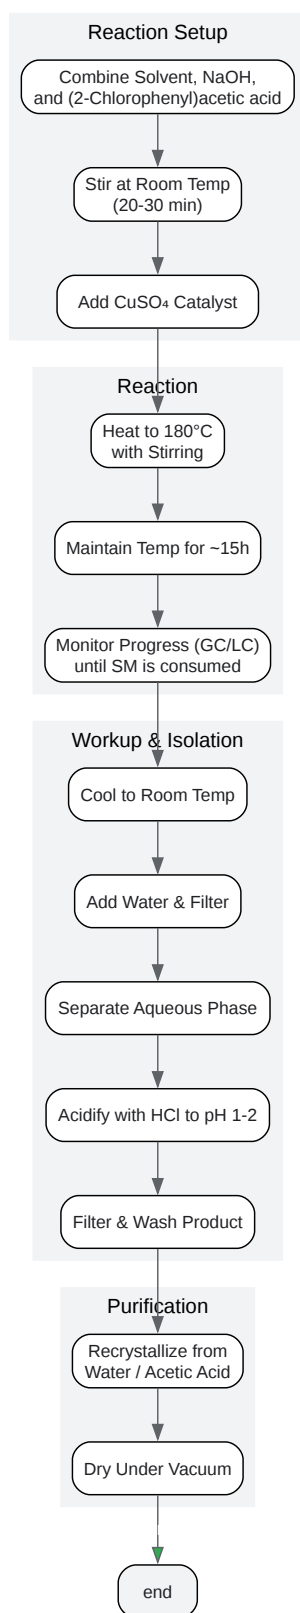 Reaction Setup
Combine Solvent, NaOH,
and (2-Chlorophenyl)acetic acid
Stir at Room Temp
(20-30 min)
Add CuSO₄ Catalyst
Reaction
Heat to 180°C
with Stirring
Maintain Temp for ~15h
Monitor Progress (GC/LC)
until SM is consumed
Workup & Isolation
Cool to Room Temp
Add Water & Filter
Separate Aqueous Phase
Acidify with HCl to pH 1-2
Filter & Wash Product
Purification
Recrystallize from
Water / Acetic Acid
Dry Under Vacuum
end